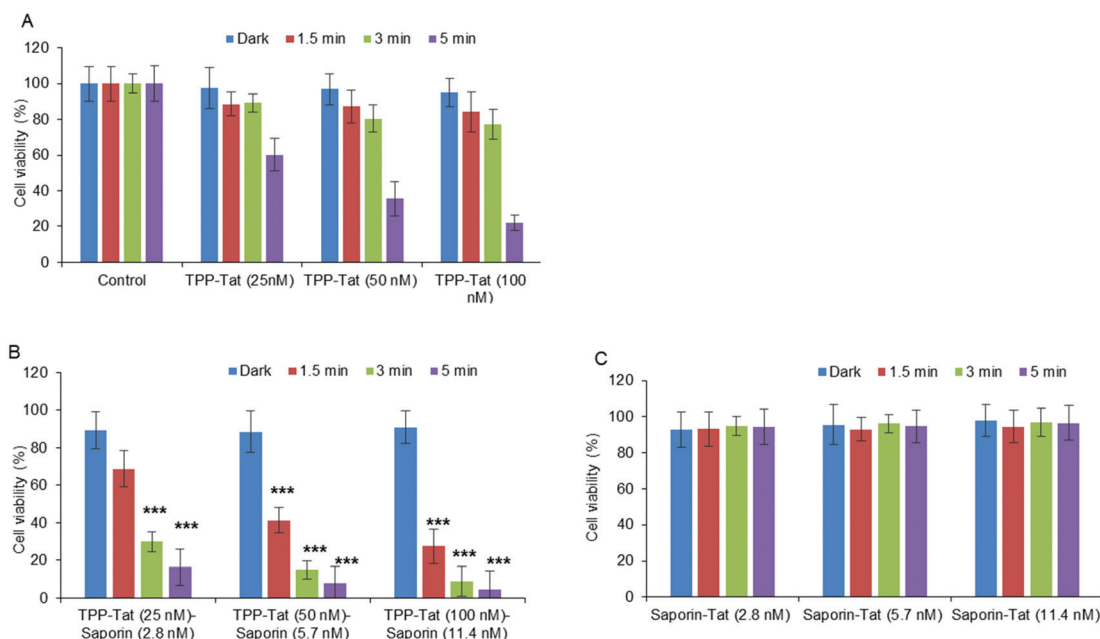 A
Dark 1.5 min 3 min 5 min
120
100
80
60
40
20
0
Cell viability (%)
Control TPP-Tat (25nM) TPP-Tat (50 nM) TPP-Tat (100
nM)
B
Dark 1.5 min 3 min 5 min
120
100
80
60
40
20
0
Cell viability (%)
*** ***
*** *** ***
*** *** ***
TPP-Tat (25 nM)- TPP-Tat (50 nM)- TPP-Tat (100 nM)-
Saporin (2.8 nM) Saporin (5.7 nM) Saporin (11.4 nM)
C
Dark 1.5 min 3 min 5 min
120
100
80
60
40
20
0
Cell viability (%)
Saporin-Tat (2.8 nM) Saporin-Tat (5.7 nM) Saporin-Tat (11.4 nM)